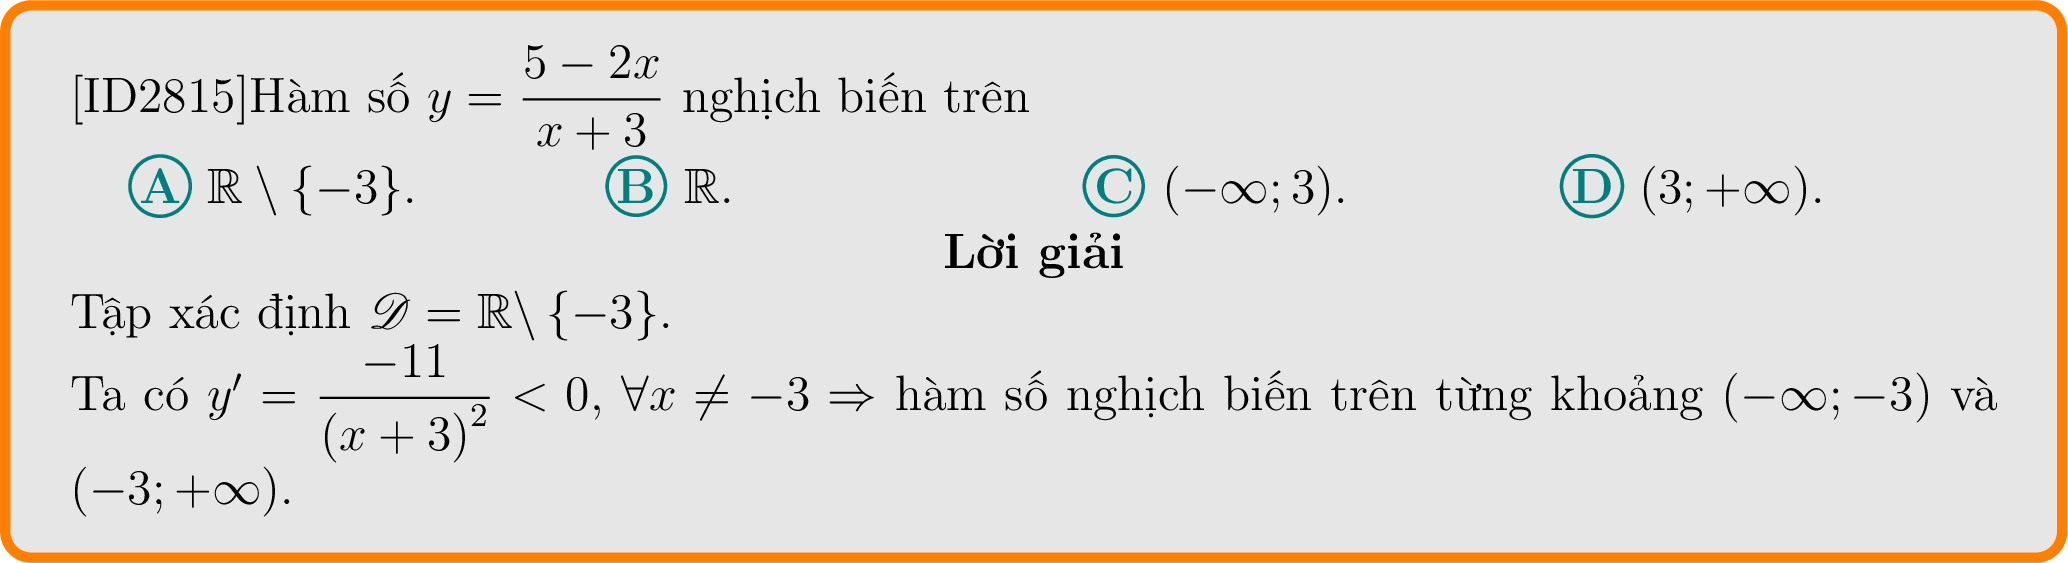 [ID2815]Hàm số $y = \dfrac{5 - 2x}{x + 3}$ nghịch biến trên
A $\mathbb{R} \setminus \{-3\}$. B $\mathbb{R}$. C $(-\infty; 3)$. D $(3; +\infty)$.
Lời giải
Tập xác định $\mathscr{D} = \mathbb{R} \setminus \{-3\}$.
Ta có $y' = \dfrac{-11}{(x + 3)^2} < 0, \forall x \neq -3 \Rightarrow$ hàm số nghịch biến trên từng khoảng $(-\infty; -3)$ và
$(-3; +\infty)$.